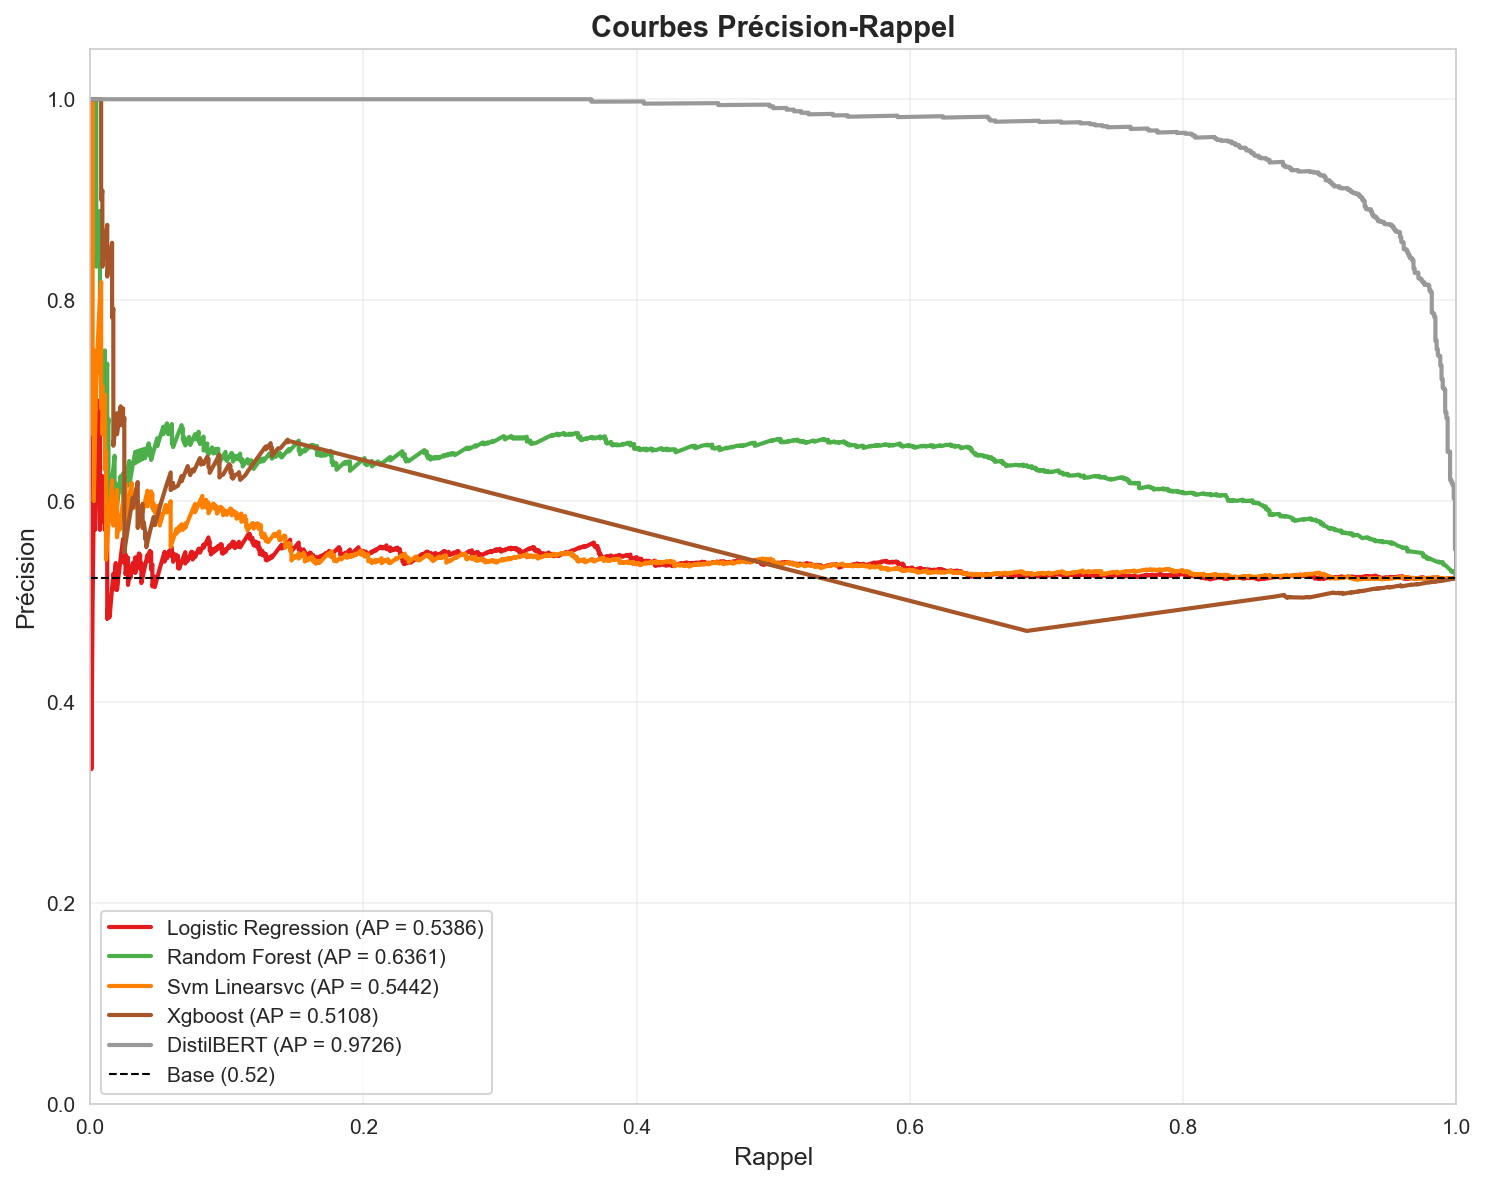 Courbes Précision-Rappel
Précision
1.0
0.8
0.6
0.4
0.2
0.0
Logistic Regression (AP = 0.5386)
Random Forest (AP = 0.6361)
Svm Linearsvc (AP = 0.5442)
Xgboost (AP = 0.5108)
DistilBERT (AP = 0.9726)
Base (0.52)
0.0 0.2 0.4 0.6 0.8 1.0
Rappel